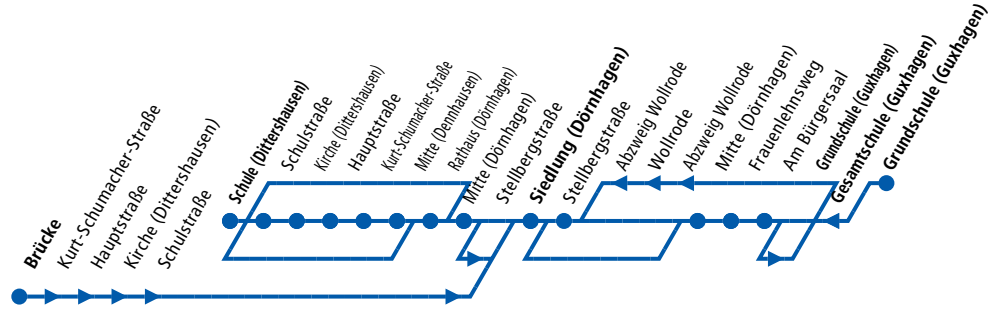 Brücke
Kurt-Schumacher-Straße
Hauptstraße
Kirche (Dittershausen)
Schulstraße
Schule (Dittershausen)
Schulstraße
Kirche (Dittershausen)
Hauptstraße
Kurt-Schumacher-Straße
Mitte (Dennhausen)
Rathaus (Dörnhagen)
Mitte (Dörnhagen)
Stellbergstraße
Siedlung (Dörnhagen)
Stellbergstraße
Abzweig Wollrode
Wollrode
Abzweig Wollrode
Mitte (Dörnhagen)
Frauenlehnsweg
Am Bürgersaal
Grundschule (Guxhagen)
Gesamtschule (Guxhagen)
Grundschule (Guxhagen)